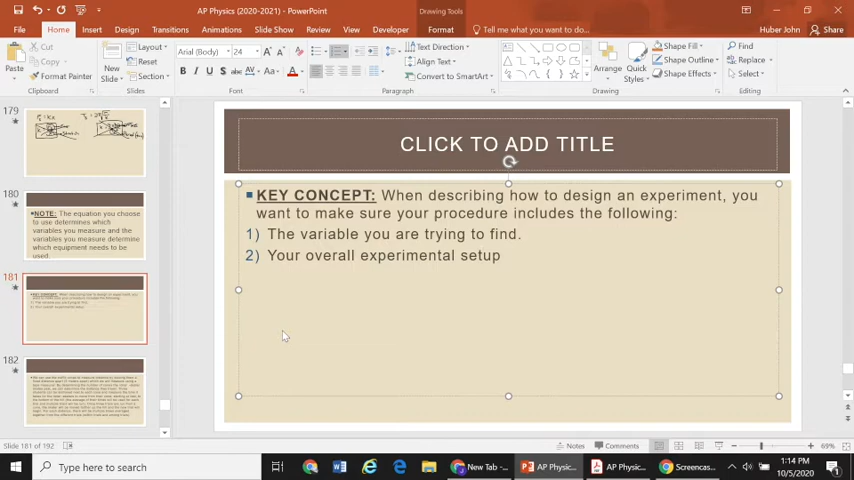 AP Physics (2020-2021) - PowerPoint
Drawing Tools
Huber John
File Home Insert Design Transitions Animations Slide Show Review View Developer Format Tell me what you want to do... Share
Cut
Copy
Format Painter
Paste
Clipboard
New Slide
Layout
Reset
Section
Slides
Arial (Body) 24
B I U S abc AV Aa A
Font
Text Direction
Align Text
Convert to SmartArt
Paragraph
Arrange
Quick Styles
Shape Fill
Shape Outline
Shape Effects
Drawing
Find
Replace
Select
Editing
179
180
NOTE: The equation you choose
to use determines which
variables you measure and the
variables you measure determine
which equipment needs to be
used.
181
182
CLICK TO ADD TITLE
KEY CONCEPT: When describing how to design an experiment, you
want to make sure your procedure includes the following:
1) The variable you are trying to find.
2) Your overall experimental setup
Slide 181 of 192
Notes
Comments
69%
Type here to search
New Tab -
AP Physic...
AP Physic...
Screencas...
1:14 PM
10/5/2020